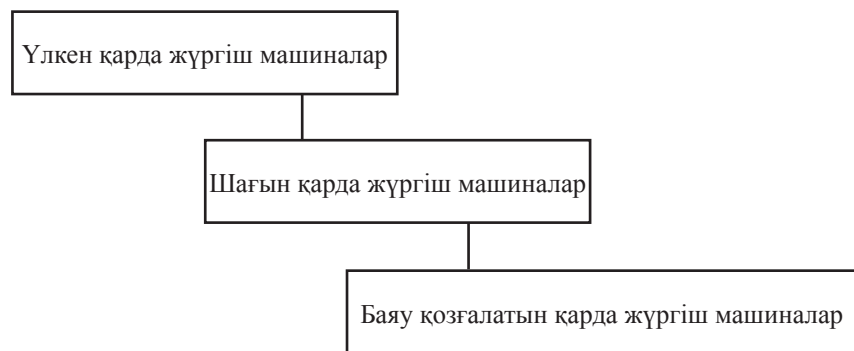 Үлкен қарда жүргіш машиналар
Шағын қарда жүргіш машиналар
Баяу қозғалатын қарда жүргіш машиналар